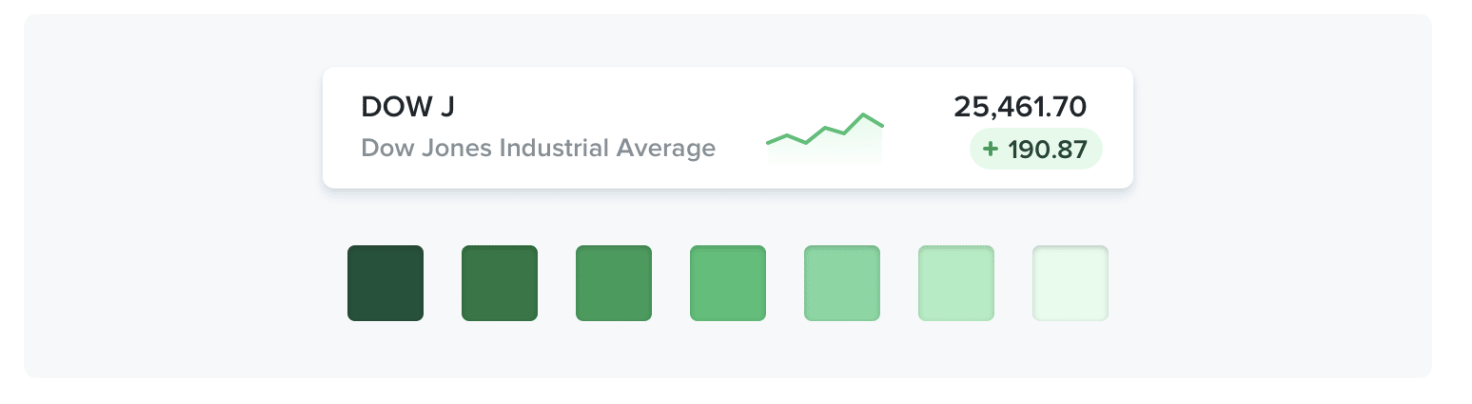 DOW J
Dow Jones Industrial Average
25,461.70
+ 190.87